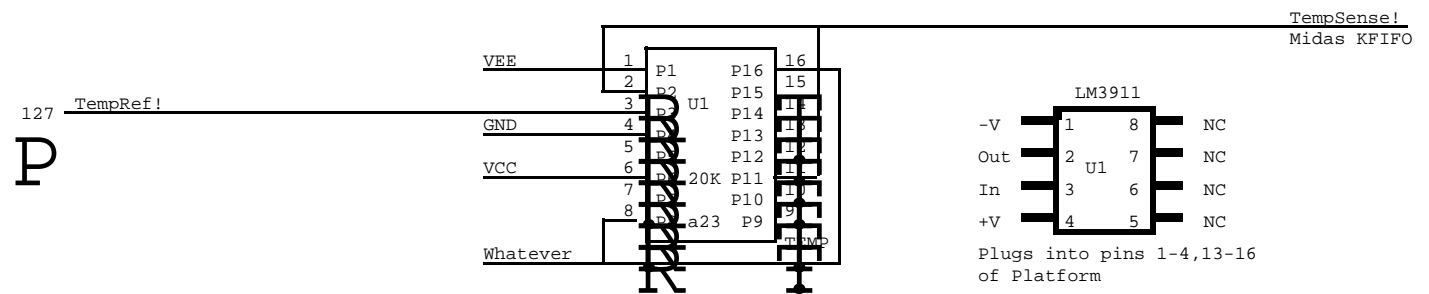 TempSense!
Midas KFIFO
VEE
1
P1
P16
16
2
P2
P15
15
127
TempRef!
3
U1
P14
14
GND
4
P13
13
5
P12
12
VCC
6
20K
P11
11
7
P10
10
8
a23
P9
9
TEMP
Whatever
P
R
LM3911
-V
1
8
NC
Out
2
7
NC
U1
In
3
6
NC
+V
4
5
NC
Plugs into pins 1-4,13-16
of Platform